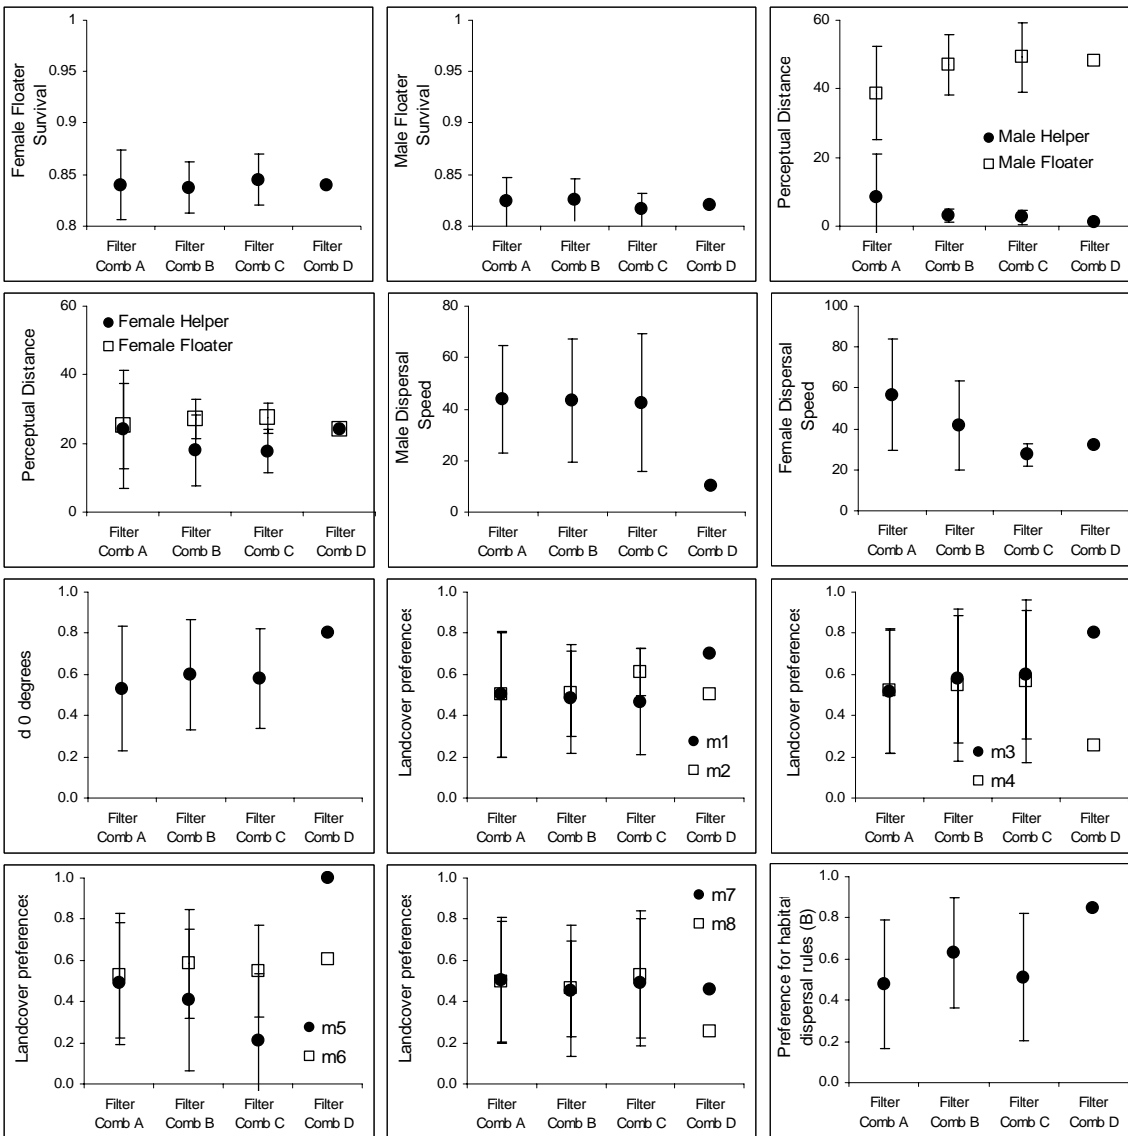 Female Floater
Survival
1
0.95
0.9
0.85
0.8
Filter
Comb A
Filter
Comb B
Filter
Comb C
Filter
Comb D
Male Floater
Survival
1
0.95
0.9
0.85
0.8
Filter
Comb A
Filter
Comb B
Filter
Comb C
Filter
Comb D
Perceptual Distance
60
40
20
0
Male Helper
Male Floater
Filter
Comb A
Filter
Comb B
Filter
Comb C
Filter
Comb D
Perceptual Distance
60
40
20
0
Female Helper
Female Floater
Filter
Comb A
Filter
Comb B
Filter
Comb C
Filter
Comb D
Male Dispersal
Speed
80
60
40
20
0
Filter
Comb A
Filter
Comb B
Filter
Comb C
Filter
Comb D
Female Dispersal
Speed
100
80
60
40
20
0
Filter
Comb A
Filter
Comb B
Filter
Comb C
Filter
Comb D
d 0 degrees
1.0
0.8
0.6
0.4
0.2
0.0
Filter
Comb A
Filter
Comb B
Filter
Comb C
Filter
Comb D
Landcover preferences
1.0
0.8
0.6
0.4
0.2
0.0
m1
m2
Filter
Comb A
Filter
Comb B
Filter
Comb C
Filter
Comb D
Landcover preferences
1.0
0.8
0.6
0.4
0.2
0.0
m3
m4
Filter
Comb A
Filter
Comb B
Filter
Comb C
Filter
Comb D
Landcover preferences
1.0
0.8
0.6
0.4
0.2
0.0
m5
m6
Filter
Comb A
Filter
Comb B
Filter
Comb C
Filter
Comb D
Landcover preferences
1.0
0.8
0.6
0.4
0.2
0.0
m7
m8
Filter
Comb A
Filter
Comb B
Filter
Comb C
Filter
Comb D
Preference for habitat
dispersal rules (B)
1.0
0.8
0.6
0.4
0.2
0.0
Filter
Comb A
Filter
Comb B
Filter
Comb C
Filter
Comb D